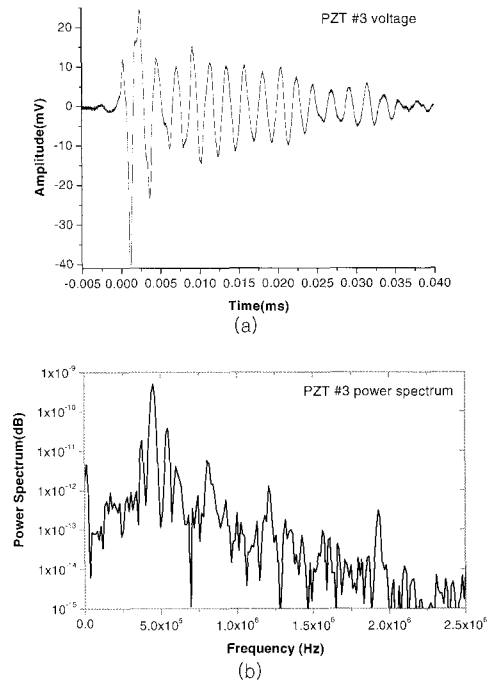 PZT #3 voltage
20
10
0
-10
-20
-30
-40
Amplitude(mV)
-0.005 0.000 0.005 0.010 0.015 0.020 0.025 0.030 0.035 0.040
Time(ms)
(a)
PZT #3 power spectrum
1x10⁻⁹
1x10⁻¹⁰
1x10⁻¹¹
1x10⁻¹²
1x10⁻¹³
1x10⁻¹⁴
10⁻⁵
Power Spectrum(dB)
0.0 5.0x10⁵ 1.0x10⁶ 1.5x10⁶ 2.0x10⁶ 2.5x10⁶
Frequency (Hz)
(b)